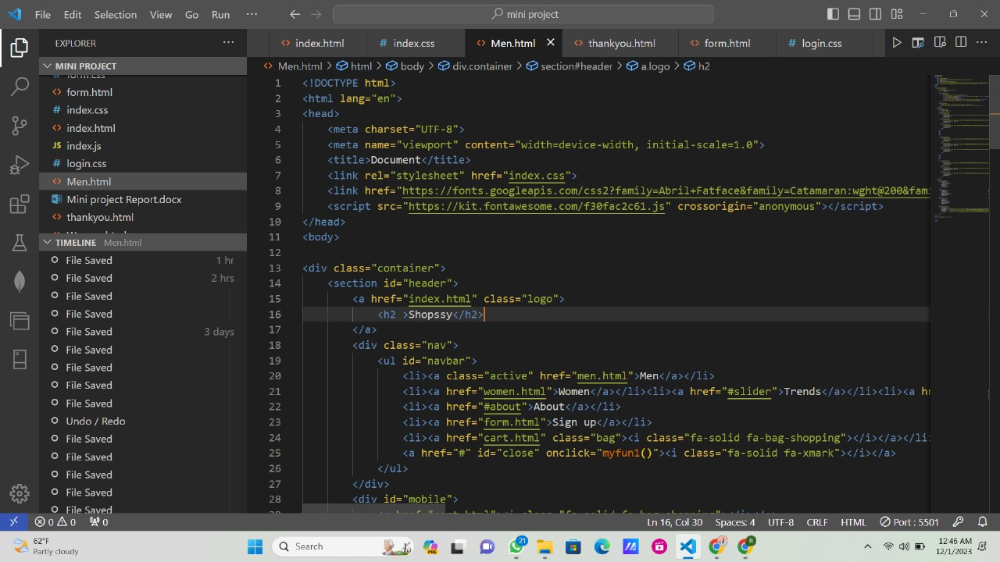 File Edit Selection View Go Run ··· mini project
EXPLORER ···
MINI PROJECT
form.css
form.html
index.css
index.html
JS index.js
login.css
Men.html
Mini project Report.docx
thankyou.html
TIMELINE Men.html
File Saved 1 hr
File Saved 2 hrs
File Saved
File Saved
File Saved 3 days
File Saved
File Saved
File Saved
File Saved
Undo / Redo
File Saved
File Saved
File Saved
File Saved
File Saved
index.html index.css Men.html thankyou.html form.html login.css
Men.html > html > body > div.container > section#header > a.logo > h2
1 <!DOCTYPE html>
2 <html lang="en">
3 <head>
4 <meta charset="UTF-8">
5 <meta name="viewport" content="width=device-width, initial-scale=1.0">
6 <title>Document</title>
7 <link rel="stylesheet" href="index.css">
8 <link href="https://fonts.googleapis.com/css2?family=Abril+Fatface&family=Catamaran:wght@200&fami
9 <script src="https://kit.fontawesome.com/f30fac2c61.js" crossorigin="anonymous"></script>
10 </head>
11 <body>
12
13 <div class="container">
14 <section id="header">
15 <a href="index.html" class="logo">
16 <h2 >Shopssy</h2>
17 </a>
18 <div class="nav">
19 <ul id="navbar">
20 <li><a class="active" href="men.html">Men</a></li>
21 <li><a href="women.html">Women</a></li><li><a href="#slider">Trends</a></li><li><a hr
22 <li><a href="#about">About</a></li>
23 <li><a href="form.html">Sign up</a></li>
24 <li><a href="cart.html" class="bag"><i class="fa-solid fa-bag-shopping"></i></a></li>
25 <a href="#" id="close" onclick="myfun1()"><i class="fa-solid fa-xmark"></i></a>
26 </ul>
27 </div>
28 <div id="mobile">
0 0 0 Ln 16, Col 30 Spaces: 4 UTF-8 CRLF HTML Port : 5501
62°F
Partly cloudy
Search
PRE
21
R
12:46 AM
12/1/2023